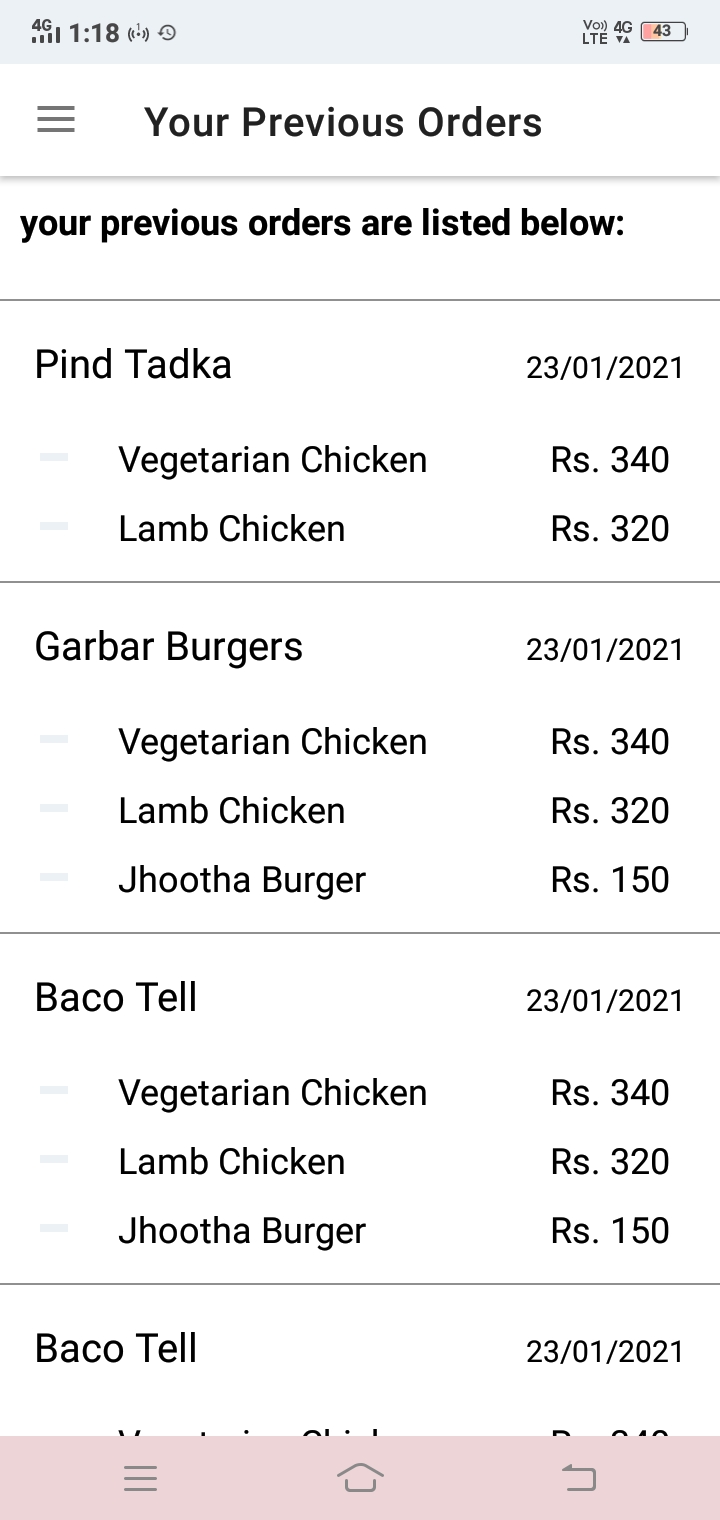 4G 1:18 Vo)) LTE 4G 43
Your Previous Orders
your previous orders are listed below:
Pind Tadka 23/01/2021
Vegetarian Chicken Rs. 340
Lamb Chicken Rs. 320
Garbar Burgers 23/01/2021
Vegetarian Chicken Rs. 340
Lamb Chicken Rs. 320
Jhootha Burger Rs. 150
Baco Tell 23/01/2021
Vegetarian Chicken Rs. 340
Lamb Chicken Rs. 320
Jhootha Burger Rs. 150
Baco Tell 23/01/2021